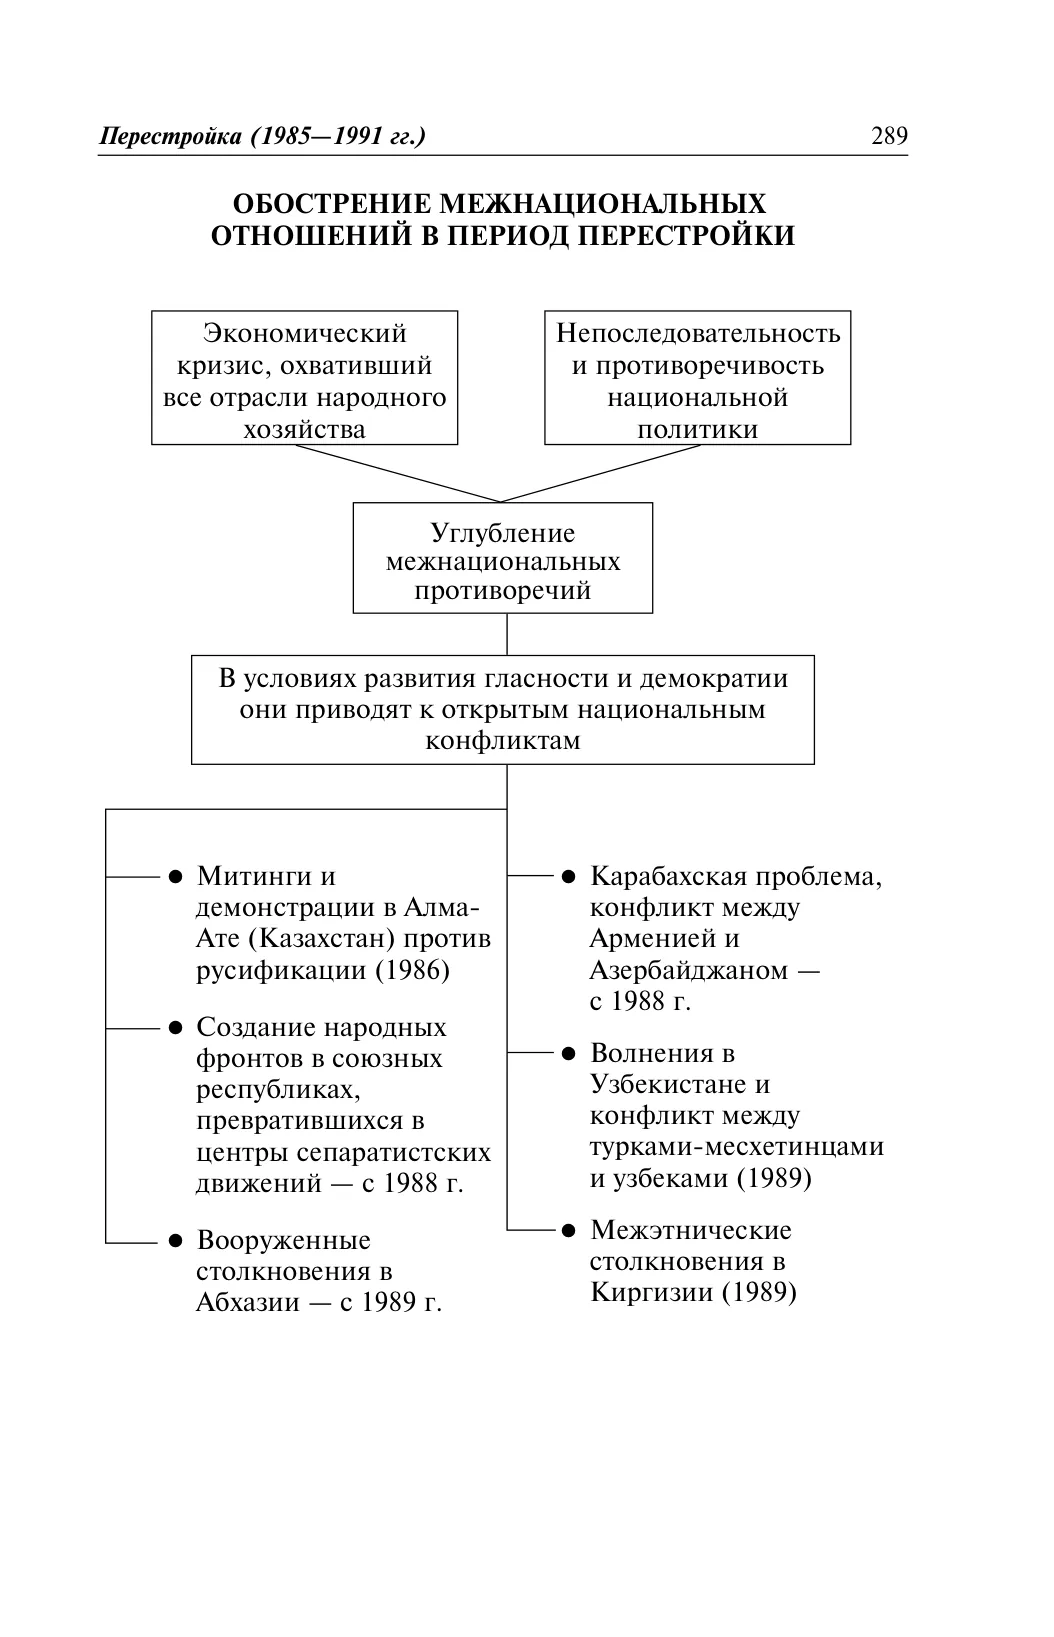 Перестройка (1985—1991 гг.)
289
ОБОСТРЕНИЕ МЕЖНАЦИОНАЛЬНЫХ
ОТНОШЕНИЙ В ПЕРИОД ПЕРЕСТРОЙКИ
Экономический
кризис, охвативший
все отрасли народного
хозяйства
Непоследовательность
и противоречивость
национальной
политики
Углубление
межнациональных
противоречий
В условиях развития гласности и демократии
они приводят к открытым национальным
конфликтам
● Митинги и
демонстрации в Алма-
Ате (Казахстан) против
русификации (1986)
● Создание народных
фронтов в союзных
республиках,
превратившихся в
центры сепаратистских
движений — с 1988 г.
● Вооруженные
столкновения в
Абхазии — с 1989 г.
● Карабахская проблема,
конфликт между
Арменией и
Азербайджаном —
с 1988 г.
● Волнения в
Узбекистане и
конфликт между
турками-месхетинцами
и узбеками (1989)
● Межэтнические
столкновения в
Киргизии (1989)